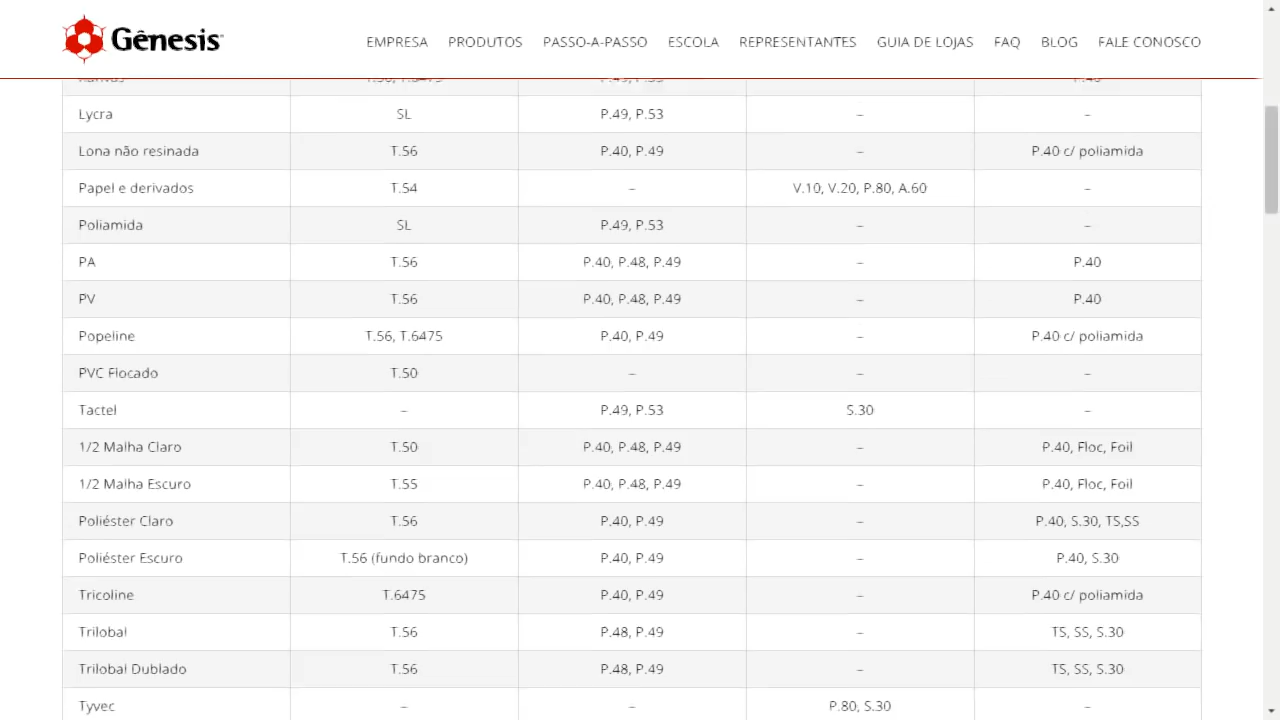 Gênesis
EMPRESA PRODUTOS PASSO-A-PASSO ESCOLA REPRESENTANTES GUIA DE LOJAS FAQ BLOG FALE CONOSCO
Lycra SL P.49, P.53 – –
Lona não resinada T.56 P.40, P.49 – P.40 c/ poliamida
Papel e derivados T.54 – V.10, V.20, P.80, A.60 –
Poliamida SL P.49, P.53 – –
PA T.56 P.40, P.48, P.49 – P.40
PV T.56 P.40, P.48, P.49 – P.40
Popeline T.56, T.6475 P.40, P.49 – P.40 c/ poliamida
PVC Flocado T.50 – – –
Tactel – P.49, P.53 S.30 –
1/2 Malha Claro T.50 P.40, P.48, P.49 – P.40, Floc, Foil
1/2 Malha Escuro T.55 P.40, P.48, P.49 – P.40, Floc, Foil
Poliéster Claro T.56 P.40, P.49 – P.40, S.30, TS,SS
Poliéster Escuro T.56 (fundo branco) P.40, P.49 – P.40, S.30
Tricoline T.6475 P.40, P.49 – P.40 c/ poliamida
Trilobal T.56 P.48, P.49 – TS, SS, S.30
Trilobal Dublado T.56 P.48, P.49 – TS, SS, S.30
Tyvec – – P.80, S.30 –